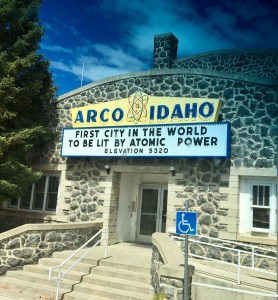 ARCO IDAHO
FIRST CITY IN THE WORLD
TO BE LIT BY ATOMIC POWER
ELEVATION 5320